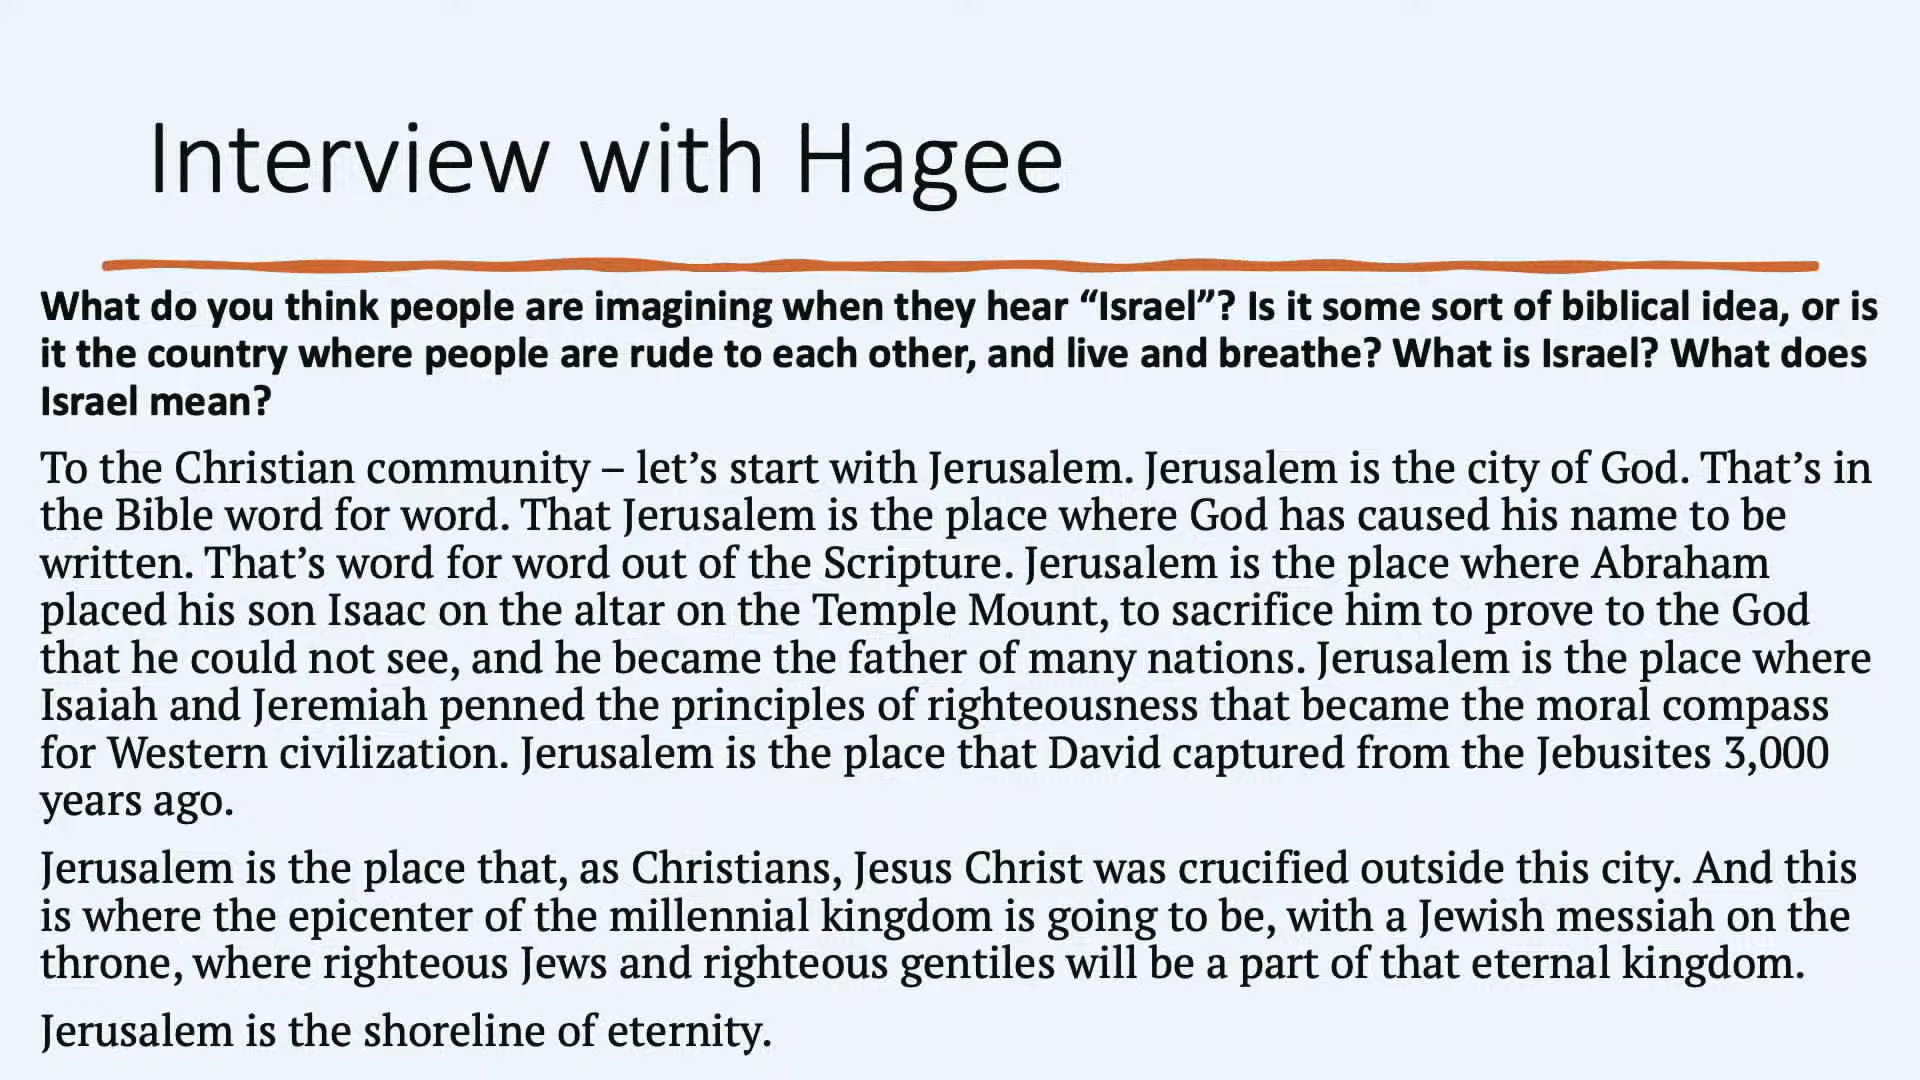 Interview with Hagee
What do you think people are imagining when they hear “Israel”? Is it some sort of biblical idea, or is
it the country where people are rude to each other, and live and breathe? What is Israel? What does
Israel mean?
To the Christian community – let’s start with Jerusalem. Jerusalem is the city of God. That’s in
the Bible word for word. That Jerusalem is the place where God has caused his name to be
written. That’s word for word out of the Scripture. Jerusalem is the place where Abraham
placed his son Isaac on the altar on the Temple Mount, to sacrifice him to prove to the God
that he could not see, and he became the father of many nations. Jerusalem is the place where
Isaiah and Jeremiah penned the principles of righteousness that became the moral compass
for Western civilization. Jerusalem is the place that David captured from the Jebusites 3,000
years ago.
Jerusalem is the place that, as Christians, Jesus Christ was crucified outside this city. And this
is where the epicenter of the millennial kingdom is going to be, with a Jewish messiah on the
throne, where righteous Jews and righteous gentiles will be a part of that eternal kingdom.
Jerusalem is the shoreline of eternity.